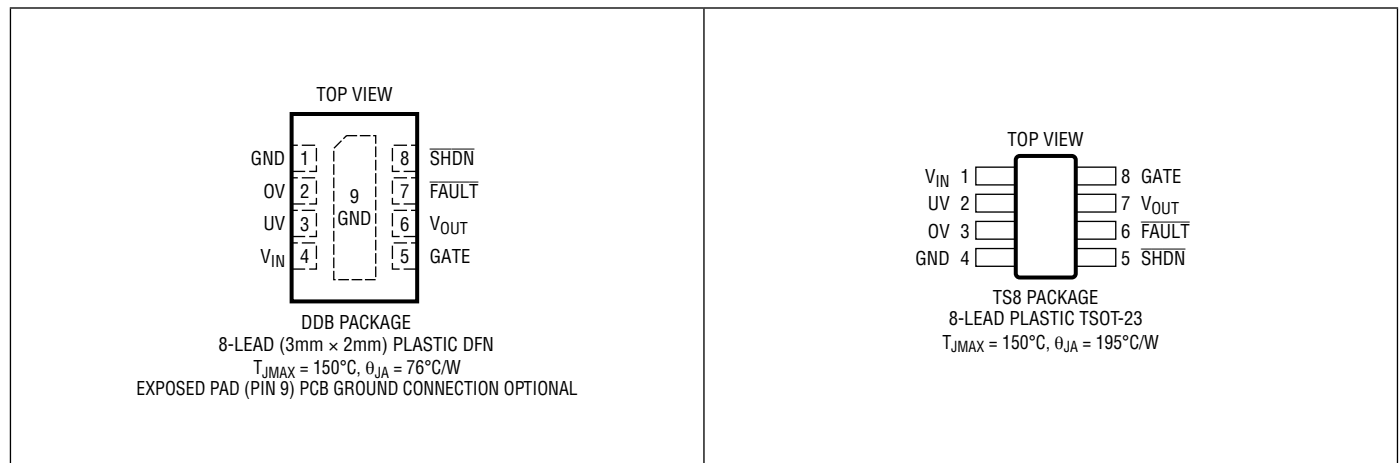 TOP VIEW
GND 1
OV 2
UV 3
VIN 4
9
GND
8 SHDN
7 FAULT
6 VOUT
5 GATE
DDB PACKAGE
8-LEAD (3mm × 2mm) PLASTIC DFN
TJMAX = 150°C, θJA = 76°C/W
EXPOSED PAD (PIN 9) PCB GROUND CONNECTION OPTIONAL
TOP VIEW
VIN 1
UV 2
OV 3
GND 4
8 GATE
7 VOUT
6 FAULT
5 SHDN
TS8 PACKAGE
8-LEAD PLASTIC TSOT-23
TJMAX = 150°C, θJA = 195°C/W